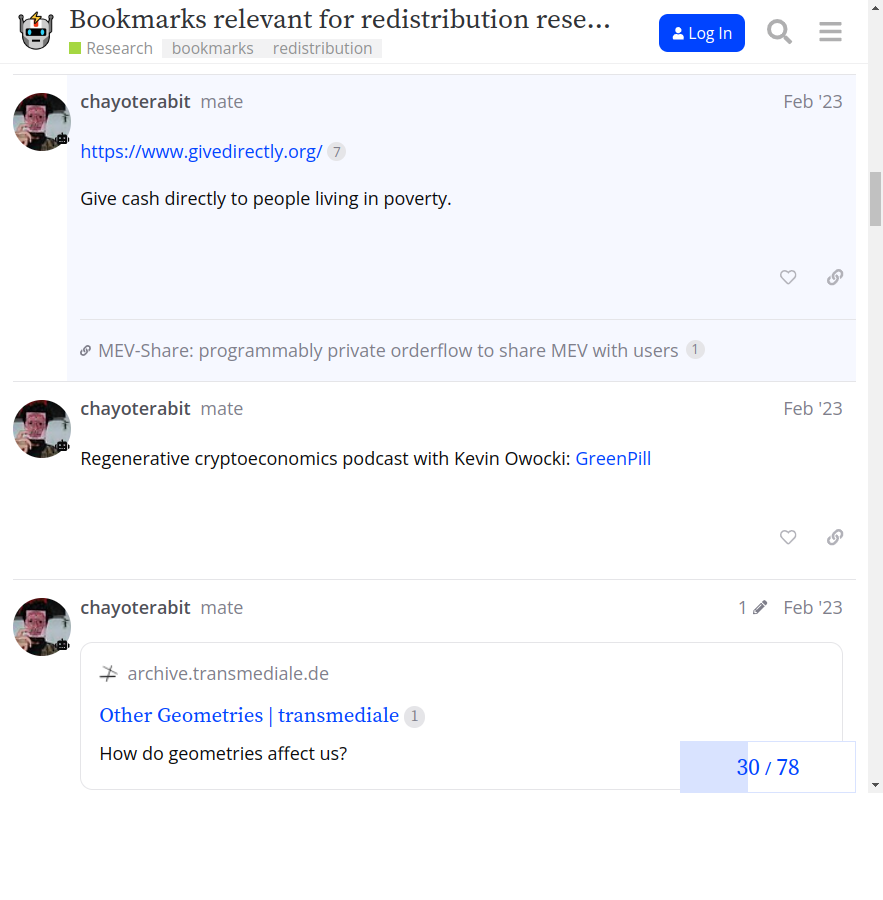 Bookmarks relevant for redistribution rese...
Log In
Research bookmarks redistribution
chayoterabit mate Feb '23
https://www.givedirectly.org/ 7
Give cash directly to people living in poverty.
MEV-Share: programmably private orderflow to share MEV with users 1
chayoterabit mate Feb '23
Regenerative cryptoeconomics podcast with Kevin Owocki: GreenPill
chayoterabit mate 1 Feb '23
archive.transmediale.de
Other Geometries | transmediale 1
How do geometries affect us?
30 / 78